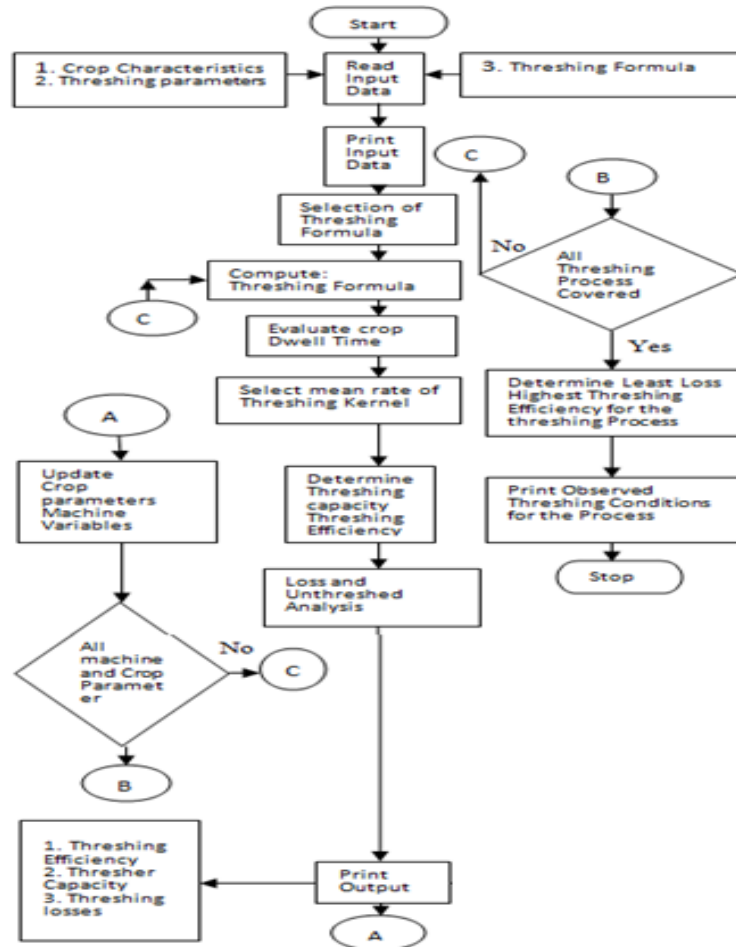 Start
1. Crop Characteristics
2. Threshing parameters
Read
Input
Data
3. Threshing Formula
Print
Input
Data
Selection of
Threshing
Formula
Compute:
Threshing Formula
C
Evaluate crop
Dwell Time
Select mean rate of
Threshing Kernel
Determine
Threshing
capacity
Threshing
Efficiency
Loss and
Unthreshed
Analysis
Print
Output
A
1. Threshing
Efficiency
2. Thresher
Capacity
3. Threshing
losses
A
Update
Crop
parameters
Machine
Variables
All
machine
and Crop
Paramet
er
No
C
B
B
All
Threshing
Process
Covered
No
C
Yes
Determine Least Loss
Highest Threshing
Efficiency for the
threshing Process
Print Observed
Threshing Conditions
for the Process
Stop